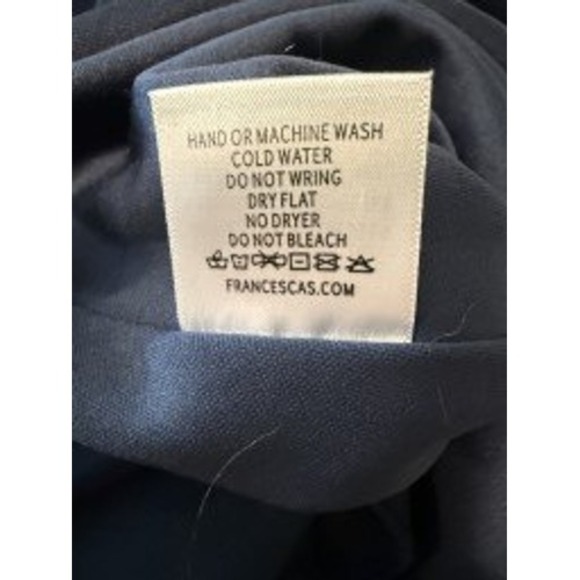 HAND OR MACHINE WASH
COLD WATER
DO NOT WRING
DRY FLAT
NO DRYER
DO NOT BLEACH
FRANCESCAS.COM